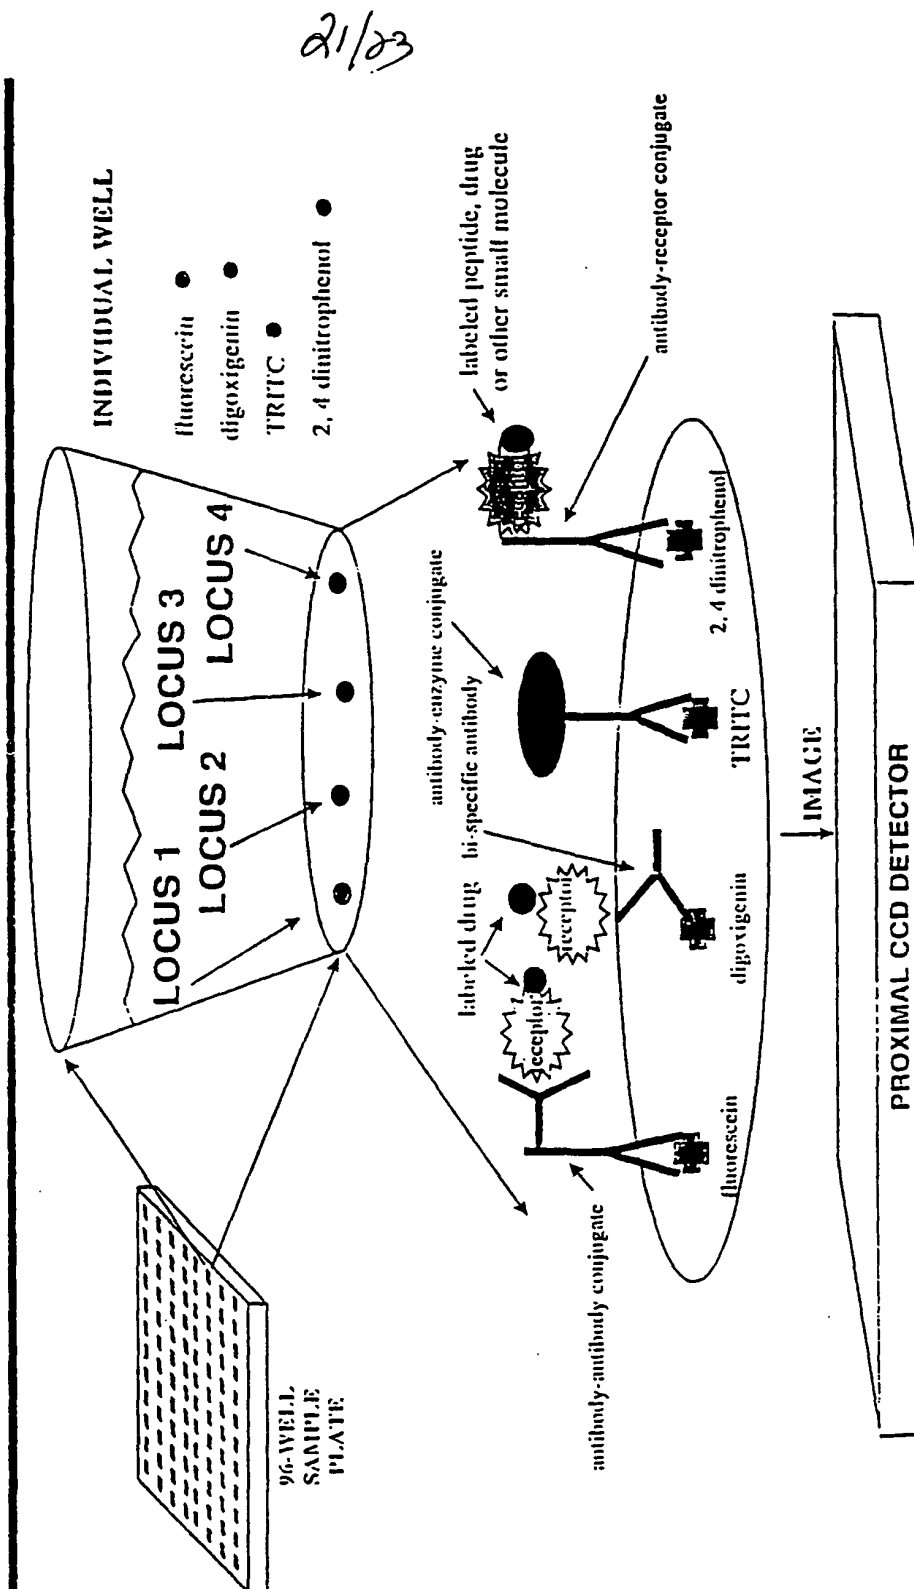 21/23
INDIVIDUAL WELL
fluorescein
digoxigenin
TRITC
2, 4 dinitrophenol
LOCUS 1
LOCUS 2
LOCUS 3
LOCUS 4
96-WELL
SAMPLE
PLATE
labeled peptide, drug
or other small molecule
antibody-receptor conjugate
antibody-enzyme conjugate
bi-specific antibody
labeled drug
receptor
receptor
antibody-antibody conjugate
fluorescein
digoxigenin
TRITC
2, 4 dinitrophenol
IMAGE
PROXIMAL CCD DETECTOR